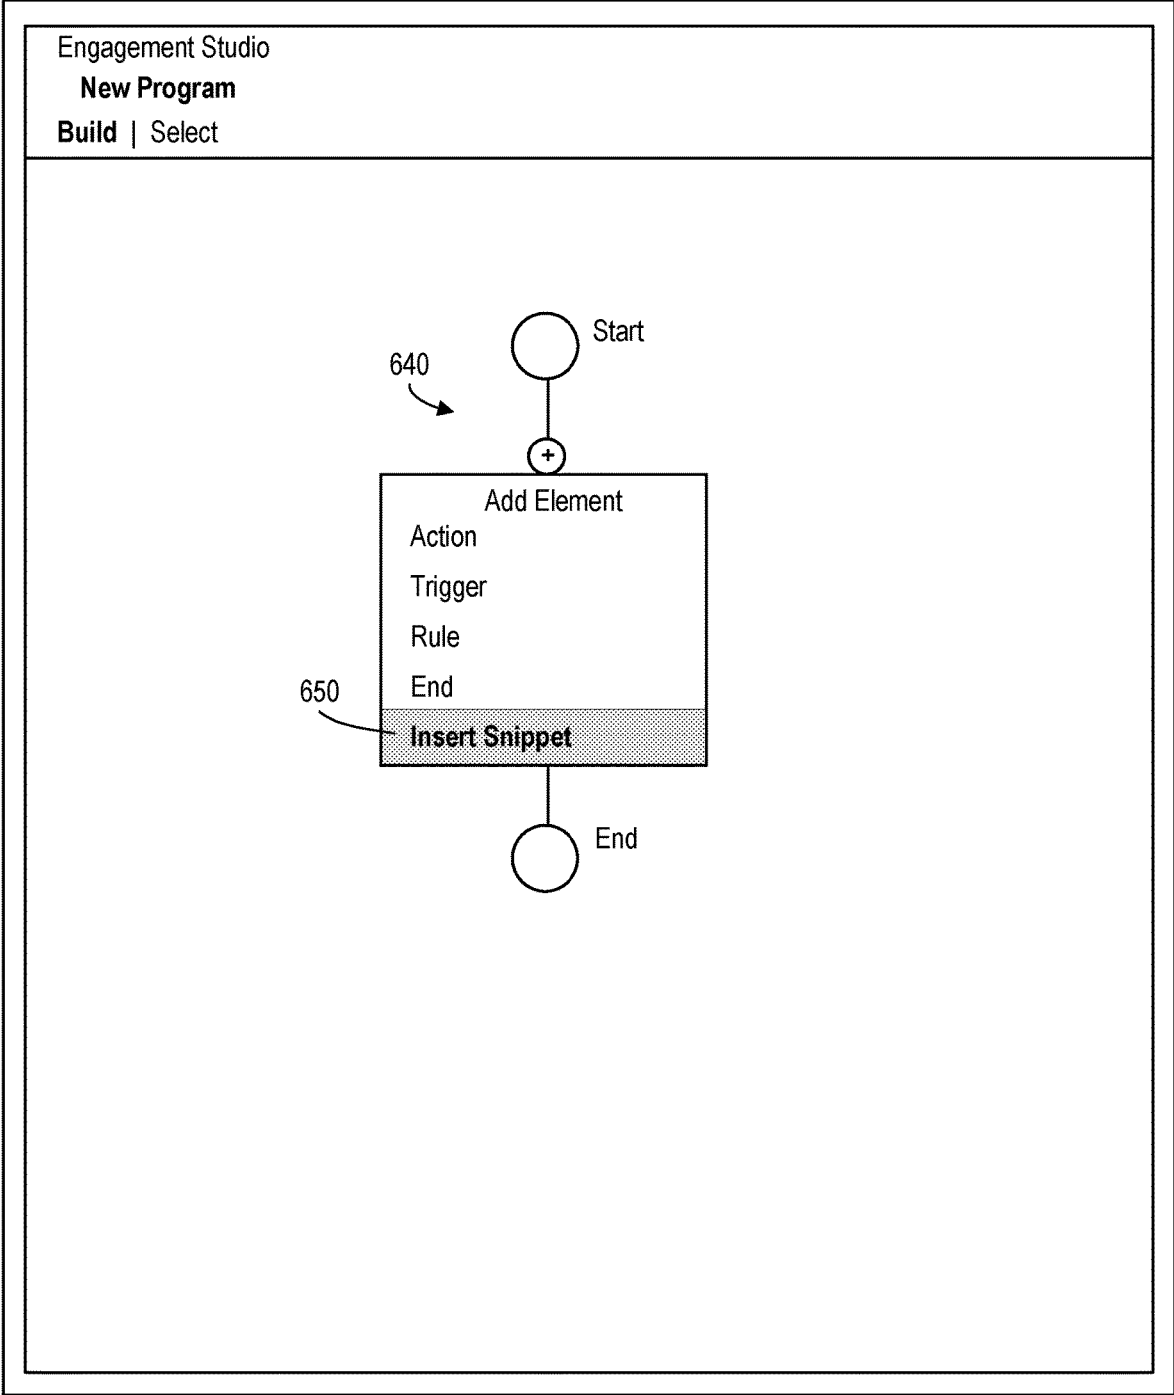 Engagement Studio
New Program
Build | Select
Start
640
+
Add Element
Action
Trigger
Rule
End
650
Insert Snippet
End